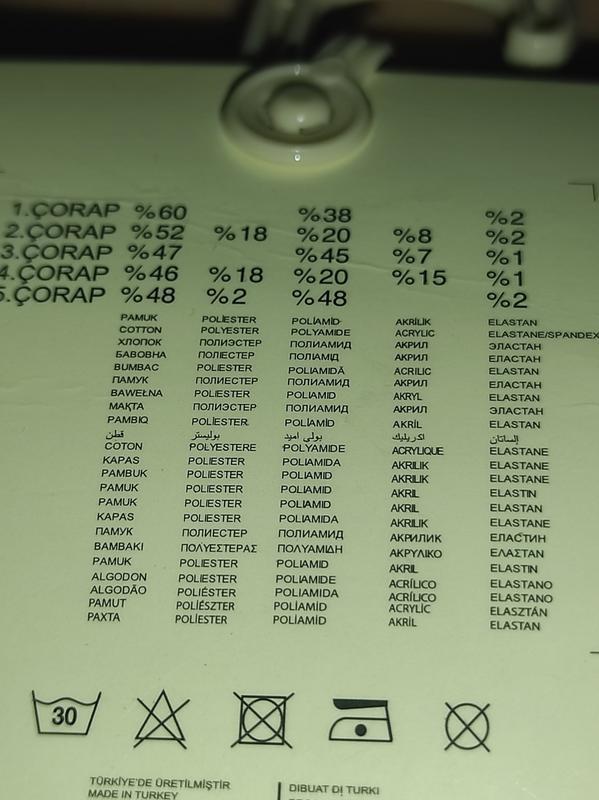 1.ÇORAP %60 %38 %2
2.ÇORAP %52 %18 %20 %8 %2
3.ÇORAP %47 %45 %7 %1
4.ÇORAP %46 %18 %20 %15 %1
5.ÇORAP %48 %2 %48 %2
PAMUK POLIESTER POLİAMİD AKRİLİK ELASTAN
COTTON POLYESTER POLYAMIDE ACRYLIC ELASTANE/SPANDEX
ХЛОПОК ПОЛИЭСТЕР ПОЛИАМИД АКРИЛ ЭЛАСТАН
БАВОВНА ПОЛІЕСТЕР ПОЛІАМІД АКРИЛ ЕЛАСТАН
BUMBAC POLIESTER POLIAMIDĂ ACRILIC ELASTAN
ПАМУК ПОЛИЕСТЕР ПОЛИАМИД АКРИЛ ЕЛАСТАН
BAWEŁNA POLIESTER POLIAMID AKRYL ELASTAN
МАҚТА ПОЛИЭСТЕР ПОЛИАМИД АКРИЛ ЭЛАСТАН
PAMBIQ POLİESTER POLİAMİD AKRİL ELASTAN
قطن بوليستر بولي اميد اكريليك إلساتان
COTON POLYESTERE POLYAMIDE ACRYLIQUE ELASTANE
KAPAS POLIESTER POLIAMIDA AKRILIK ELASTANE
PAMBUK POLIESTER POLIAMID AKRILIK ELASTANE
PAMUK POLIESTER POLIAMID AKRIL ELASTIN
PAMUK POLIESTER POLIAMID AKRIL ELASTAN
KAPAS POLIESTER POLIAMIDA AKRILIK ELASTANE
ПАМУК ПОЛИЕСТЕР ПОЛИАМИД АКРИЛИК ЕЛАСТИН
BAMBAKI ΠΟΛΥΕΣΤΕΡΑΣ ΠΟΛΥΑΜΙΔΗ ΑΚΡΥΛΙΚΟ ΕΛΑΣΤΑΝ
PAMUK POLIESTER POLIAMID AKRIL ELASTIN
ALGODON POLIESTER POLIAMIDE ACRÍLICO ELASTANO
ALGODÃO POLIÉSTER POLIAMIDA ACRÍLICO ELASTANO
PAMUT POLIÉSZTER POLÍAMÍD ACRYLÍC ELASZTÁN
PAXTA POLİESTER POLİAMİD AKRİL ELASTAN
30
TÜRKİYE'DE ÜRETİLMİŞTİR DIBUAT DI TURKI
MADE IN TURKEY